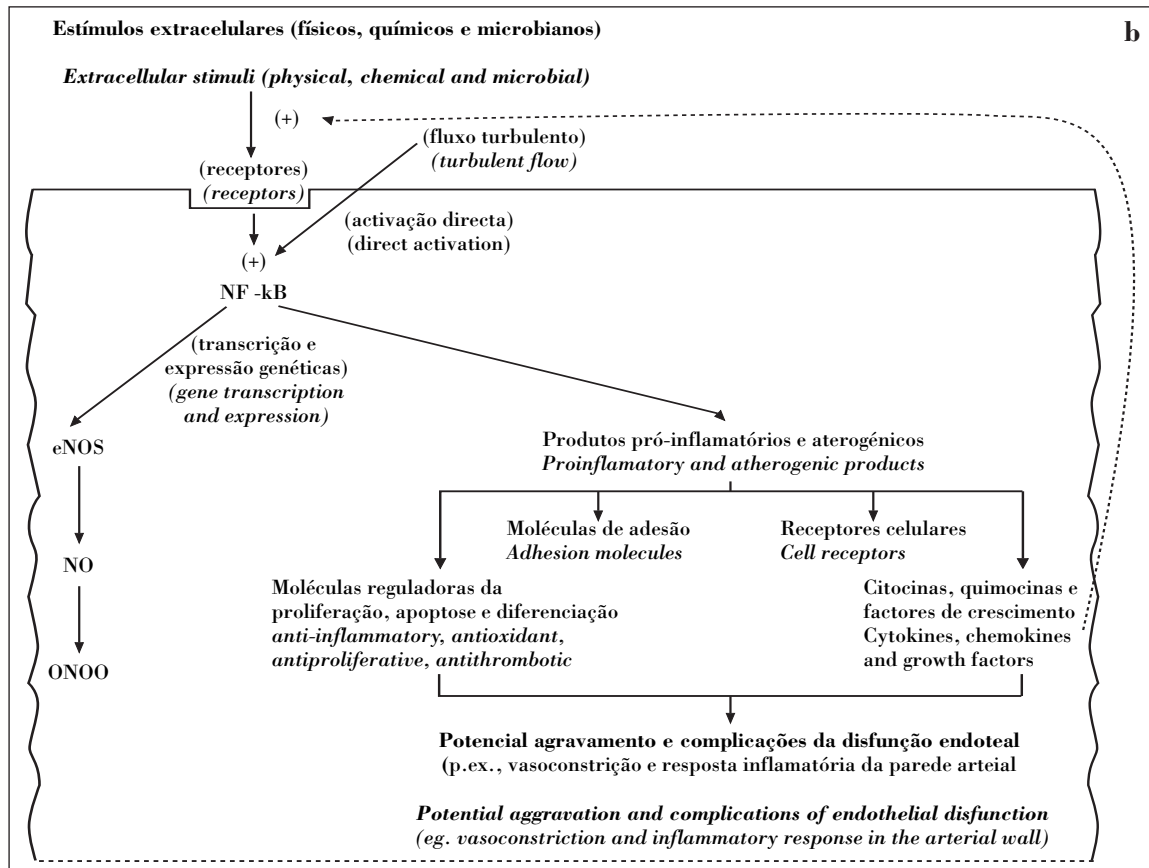 Estímulos extracelulares (físicos, químicos e microbianos)
b
Extracellular stimuli (physical, chemical and microbial)
(+)
(fluxo turbulento)
(turbulent flow)
(receptores)
(receptors)
(activação directa)
(direct activation)
(+)
NF -kB
(transcrição e
expressão genéticas)
(gene transcription
and expression)
eNOS
NO
ONOO
Produtos pró-inflamatórios e aterogénicos
Proinflamatory and atherogenic products
Moléculas de adesão
Adhesion molecules
Receptores celulares
Cell receptors
Moléculas reguladoras da
proliferação, apoptose e diferenciação
anti-inflammatory, antioxidant,
antiproliferative, antithrombotic
Citocinas, quimocinas e
factores de crescimento
Cytokines, chemokines
and growth factors
Potencial agravamento e complicações da disfunção endoteal
(p.ex., vasoconstrição e resposta inflamatória da parede arteial
Potential aggravation and complications of endothelial disfunction
(eg. vasoconstriction and inflammatory response in the arterial wall)